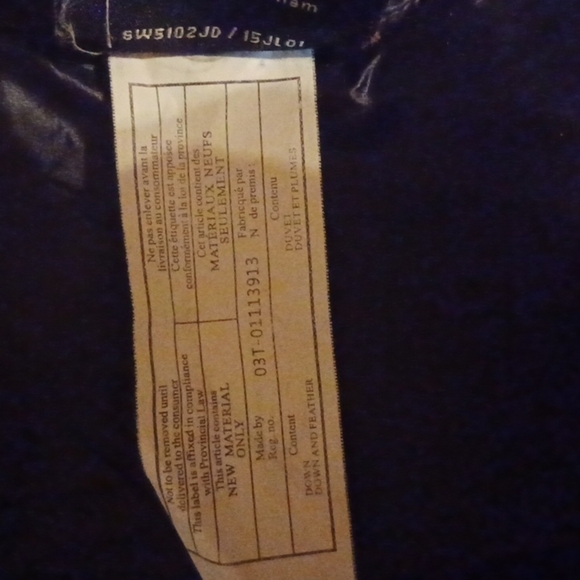 SW5102JD / 15JL01
Not to be removed until
delivered to the consumer
This label is affixed in compliance
with Provincial Law
This article contains
NEW MATERIAL
ONLY
Made by
Reg. no.
03T-01113913
Content
DOWN
DOWN AND FEATHER
Ne pas enlever avant la
livraison au consommateur
Cette étiquette est apposée
conformément à la loi de la province
Cet article contient des
MATÉRIAUX NEUFS
SEULEMENT
Fabricqué par
N de premis :
Contenu
DUVET
DUVET ET PLUMES